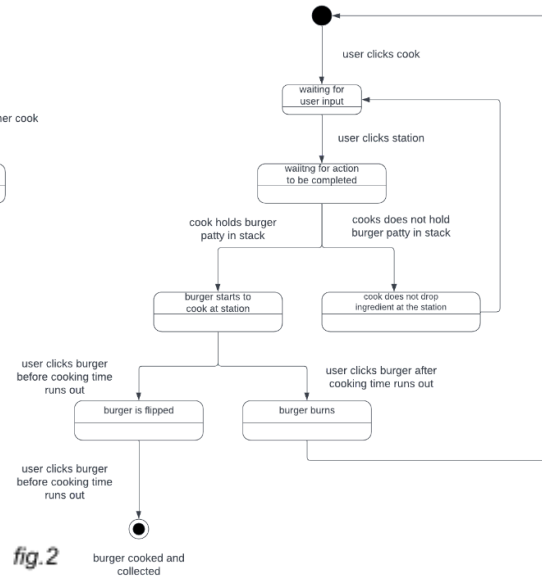 user clicks cook
waiting for
user input
ner cook
user clicks station
waiitng for action
to be completed
cook holds burger
patty in stack
cooks does not hold
burger patty in stack
burger starts to
cook at station
cook does not drop
ingredient at the station
user clicks burger
before cooking time
runs out
user clicks burger after
cooking time runs out
burger is flipped
burger burns
user clicks burger
before cooking time
runs out
fig.2
burger cooked and
collected